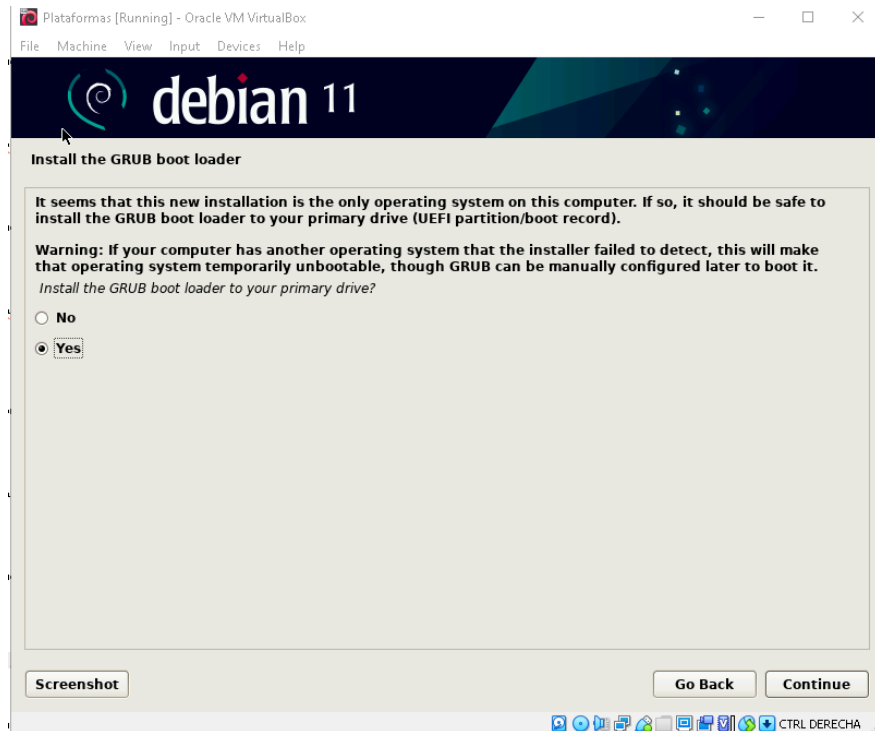 Plataformas [Running] - Oracle VM VirtualBox
File Machine View Input Devices Help
debian 11
Install the GRUB boot loader
It seems that this new installation is the only operating system on this computer. If so, it should be safe to
install the GRUB boot loader to your primary drive (UEFI partition/boot record).
Warning: If your computer has another operating system that the installer failed to detect, this will make
that operating system temporarily unbootable, though GRUB can be manually configured later to boot it.
Install the GRUB boot loader to your primary drive?
No
Yes
Screenshot
Go Back
Continue
CTRL DERECHA